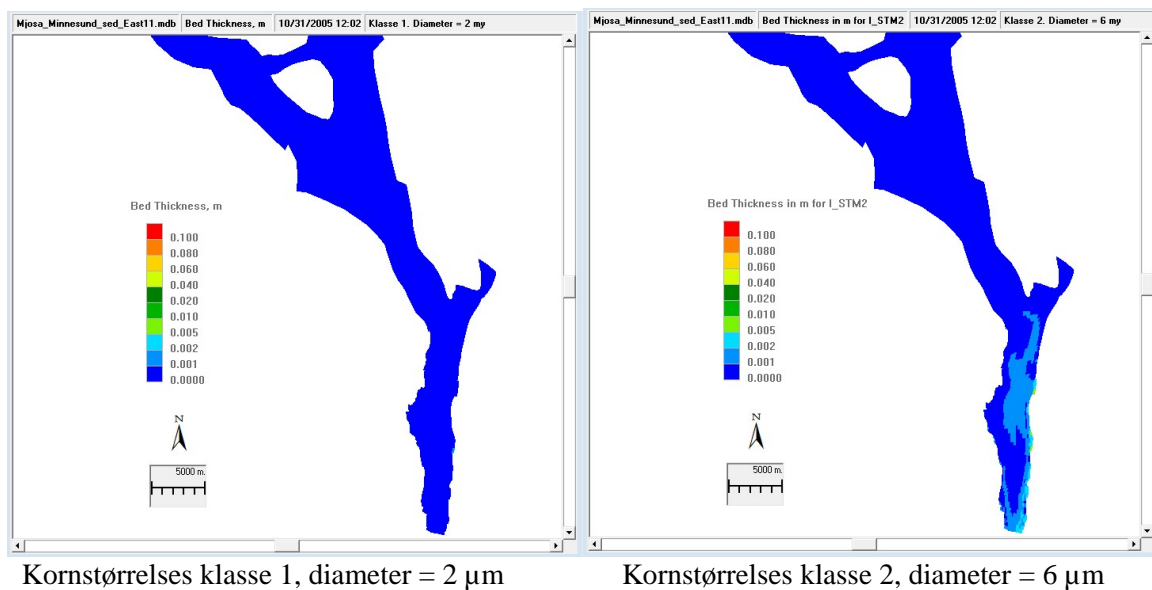 Mjosa_Minnesund_sed_East11.mdb Bed Thickness, m 10/31/2005 12:02 Klasse 1. Diameter = 2 my
Bed Thickness, m
0.100
0.080
0.060
0.040
0.020
0.010
0.005
0.002
0.001
0.0000
N
5000 m.
Mjosa_Minnesund_sed_East11.mdb Bed Thickness in m for I_STM2 10/31/2005 12:02 Klasse 2. Diameter = 6 my
Bed Thickness in m for I_STM2
0.100
0.080
0.060
0.040
0.020
0.010
0.005
0.002
0.001
0.0000
N
5000 m.
Kornstørrelses klasse 1, diameter = 2 µm
Kornstørrelses klasse 2, diameter = 6 µm